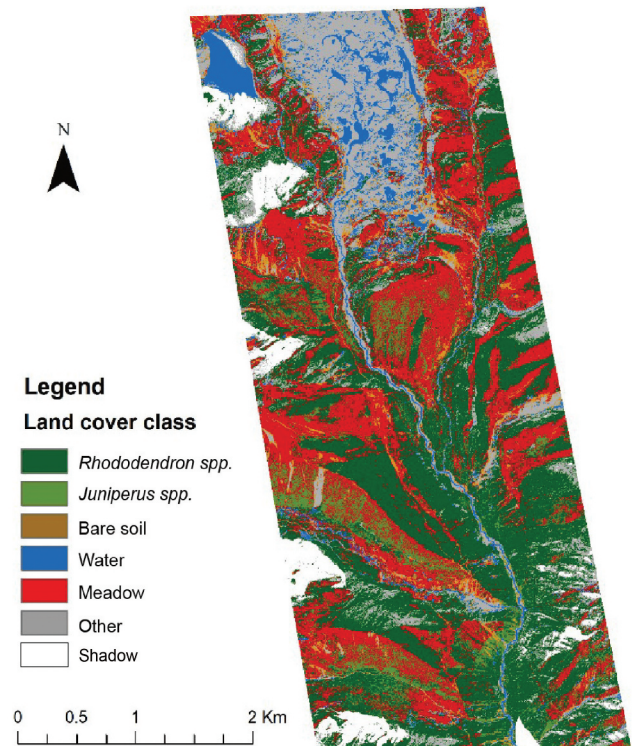 N
Legend
Land cover class
Rhododendron spp.
Juniperus spp.
Bare soil
Water
Meadow
Other
Shadow
0 0.5 1 2 Km